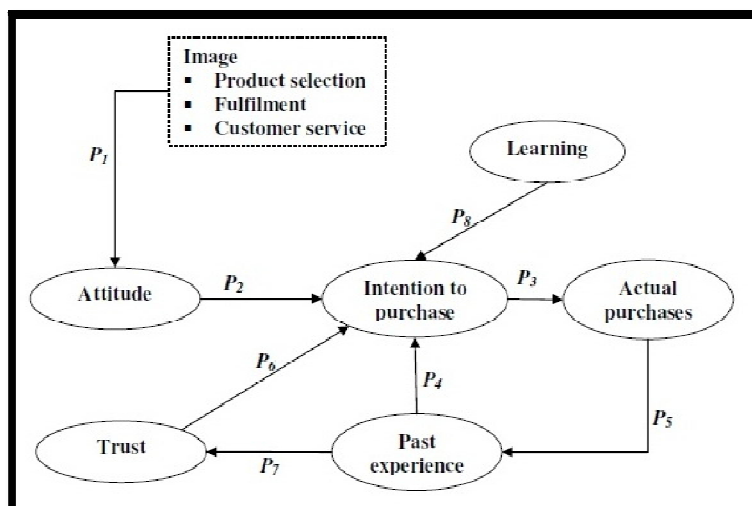 Image
▪ Product selection
▪ Fulfilment
▪ Customer service
P1
Learning
P8
Attitude
P2
Intention to
purchase
P3
Actual
purchases
P6
P4
P5
Trust
P7
Past
experience